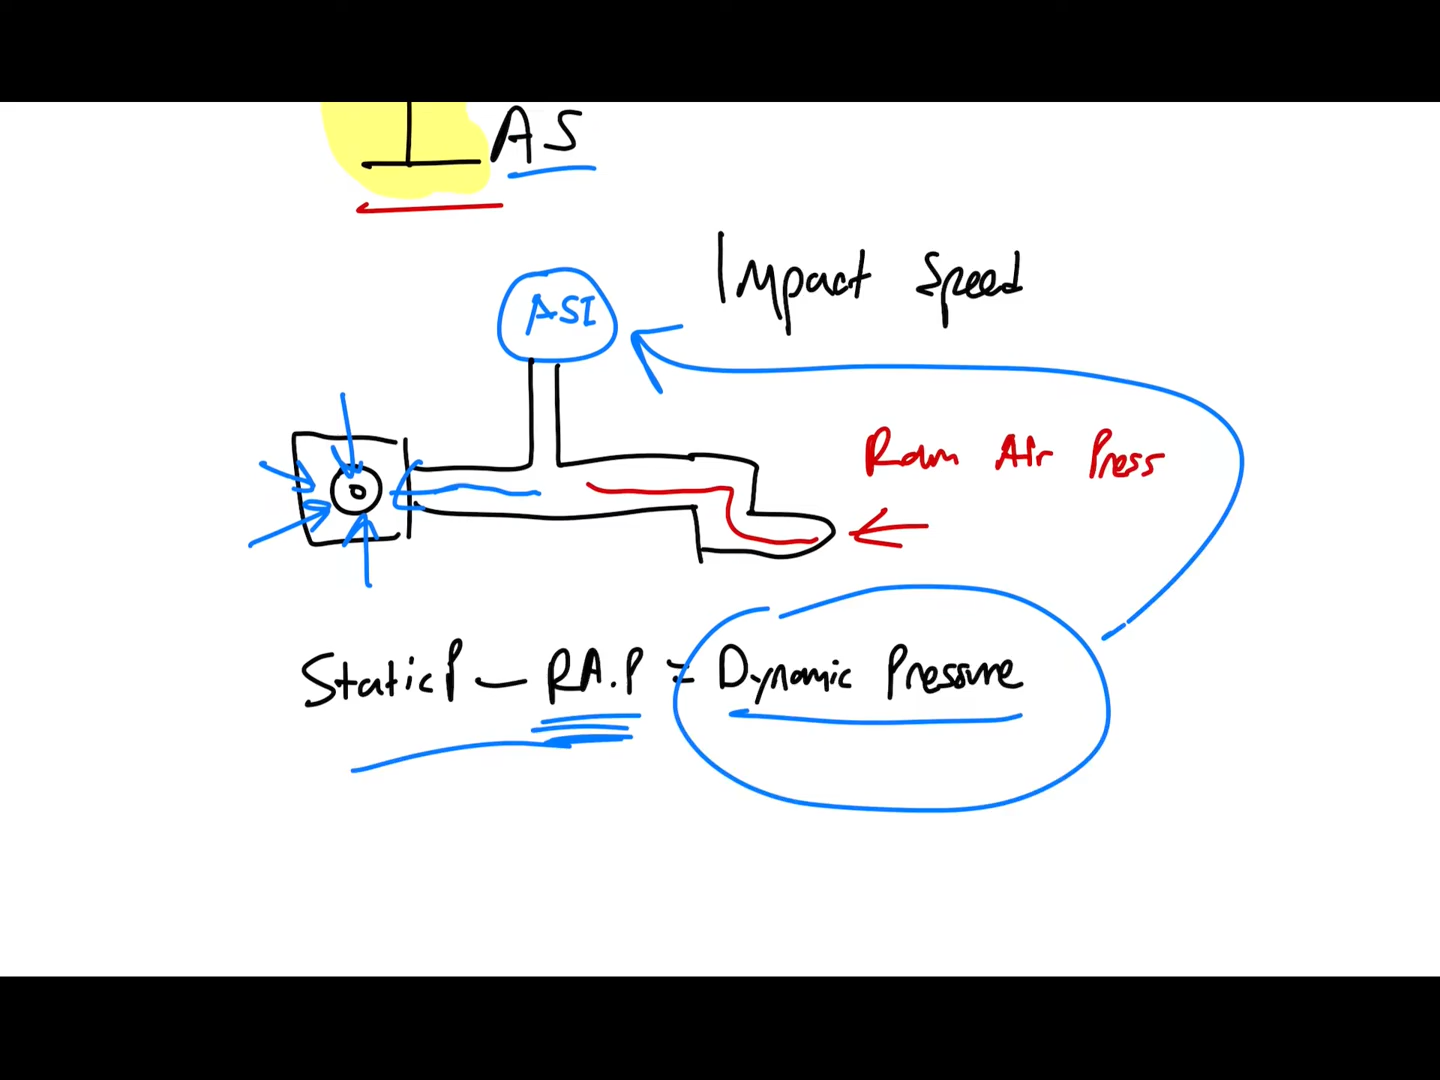 IAS
Impact Speed
ASI
Ram Air Press
Static P - R A.P = Dynamic Pressure